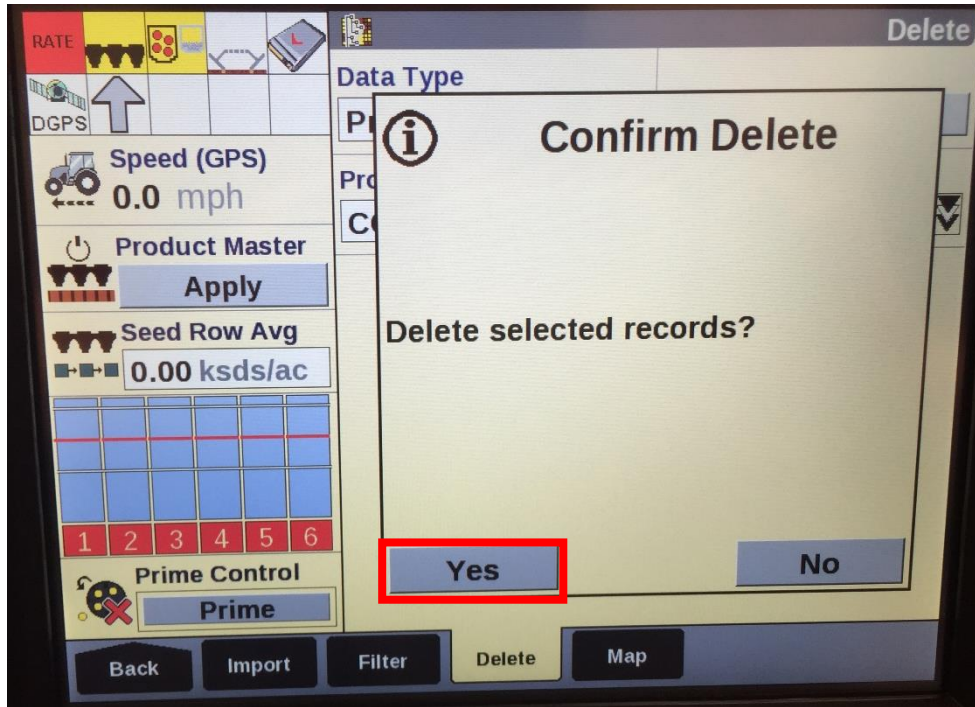 RATE
DGPS
Speed (GPS)
0.0 mph
Product Master
Apply
Seed Row Avg
0.00 ksds/ac
1 2 3 4 5 6
Prime Control
Prime
Delete
Data Type
Confirm Delete
Delete selected records?
Yes
No
Back
Import
Filter
Delete
Map